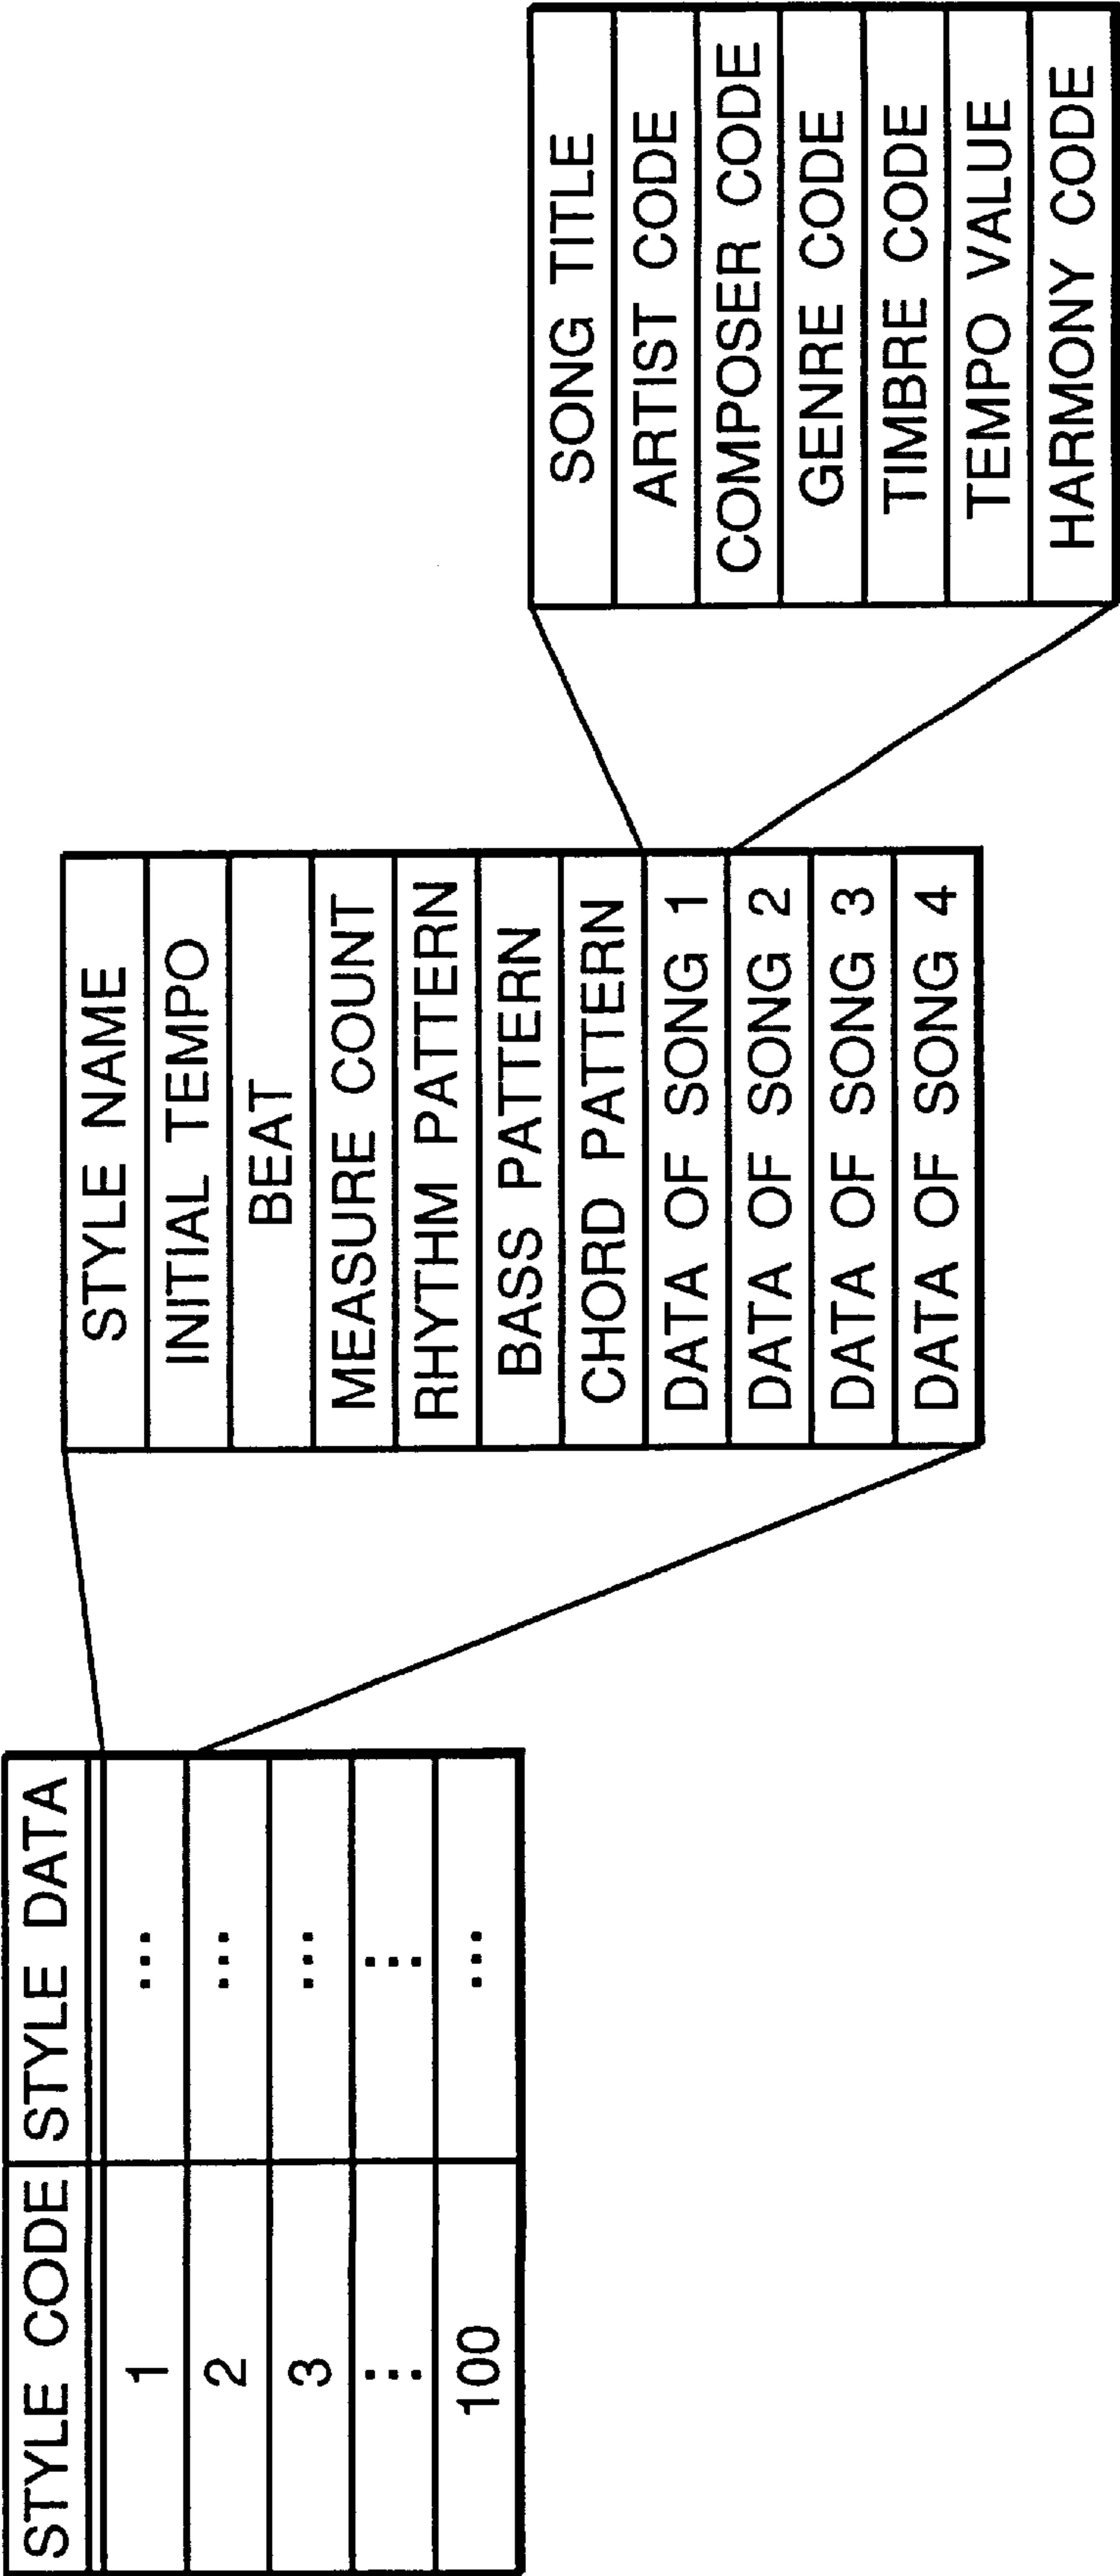 STYLE CODE STYLE DATA
1 ...
2 ...
3 ...
⋮ ⋮
100 ...
STYLE NAME
INITIAL TEMPO
BEAT
MEASURE COUNT
RHYTHM PATTERN
BASS PATTERN
CHORD PATTERN
DATA OF SONG 1
DATA OF SONG 2
DATA OF SONG 3
DATA OF SONG 4
SONG TITLE
ARTIST CODE
COMPOSER CODE
GENRE CODE
TIMBRE CODE
TEMPO VALUE
HARMONY CODE